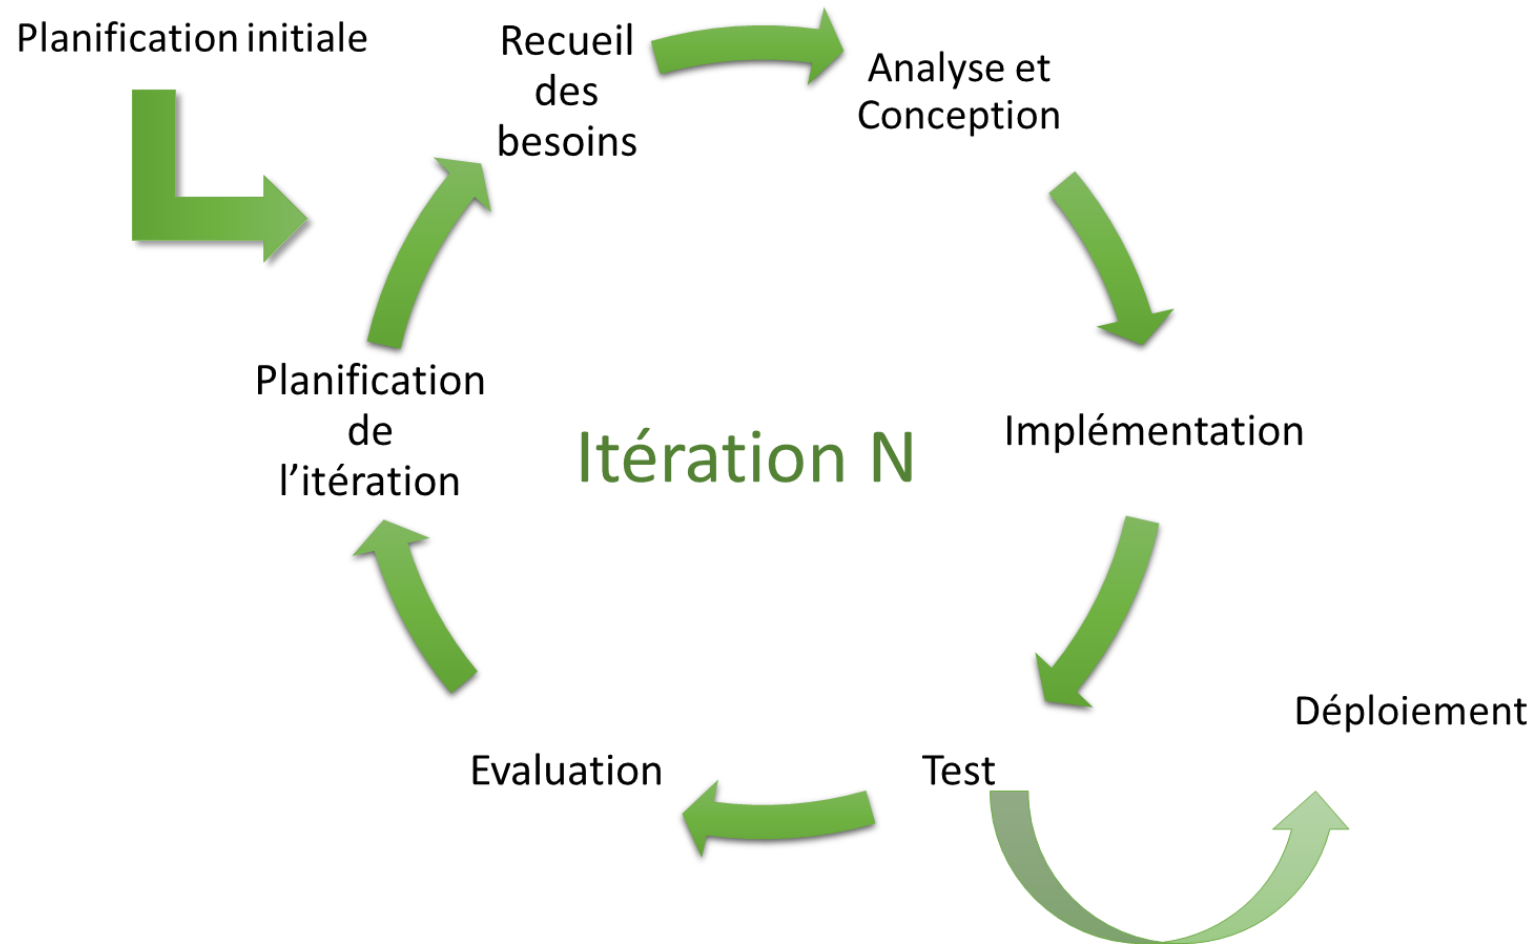 Planification initiale
Recueil
des
besoins
Analyse et
Conception
Planification
de
l’itération
Itération N
Implémentation
Déploiement
Evaluation
Test